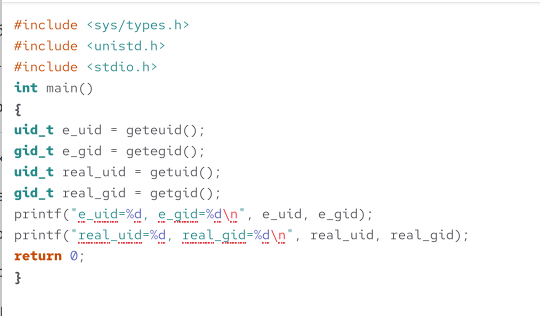 #include <sys/types.h>
#include <unistd.h>
#include <stdio.h>
int main()
{
uid_t e_uid = geteuid();
gid_t e_gid = getegid();
uid_t real_uid = getuid();
gid_t real_gid = getgid();
printf("e_uid=%d, e_gid=%d\n", e_uid, e_gid);
printf("real_uid=%d, real_gid=%d\n", real_uid, real_gid);
return 0;
}